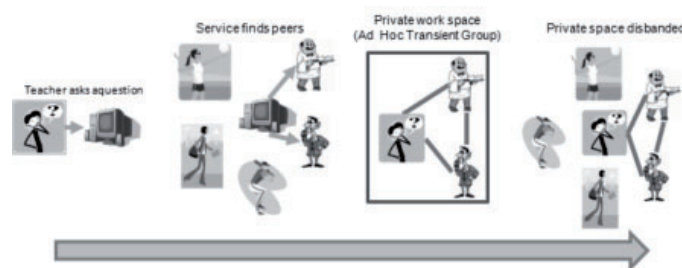 Teacher asks aquestion
?
Service finds peers
Private work space
(Ad Hoc Transient Group)
?
Private space disbanded
?